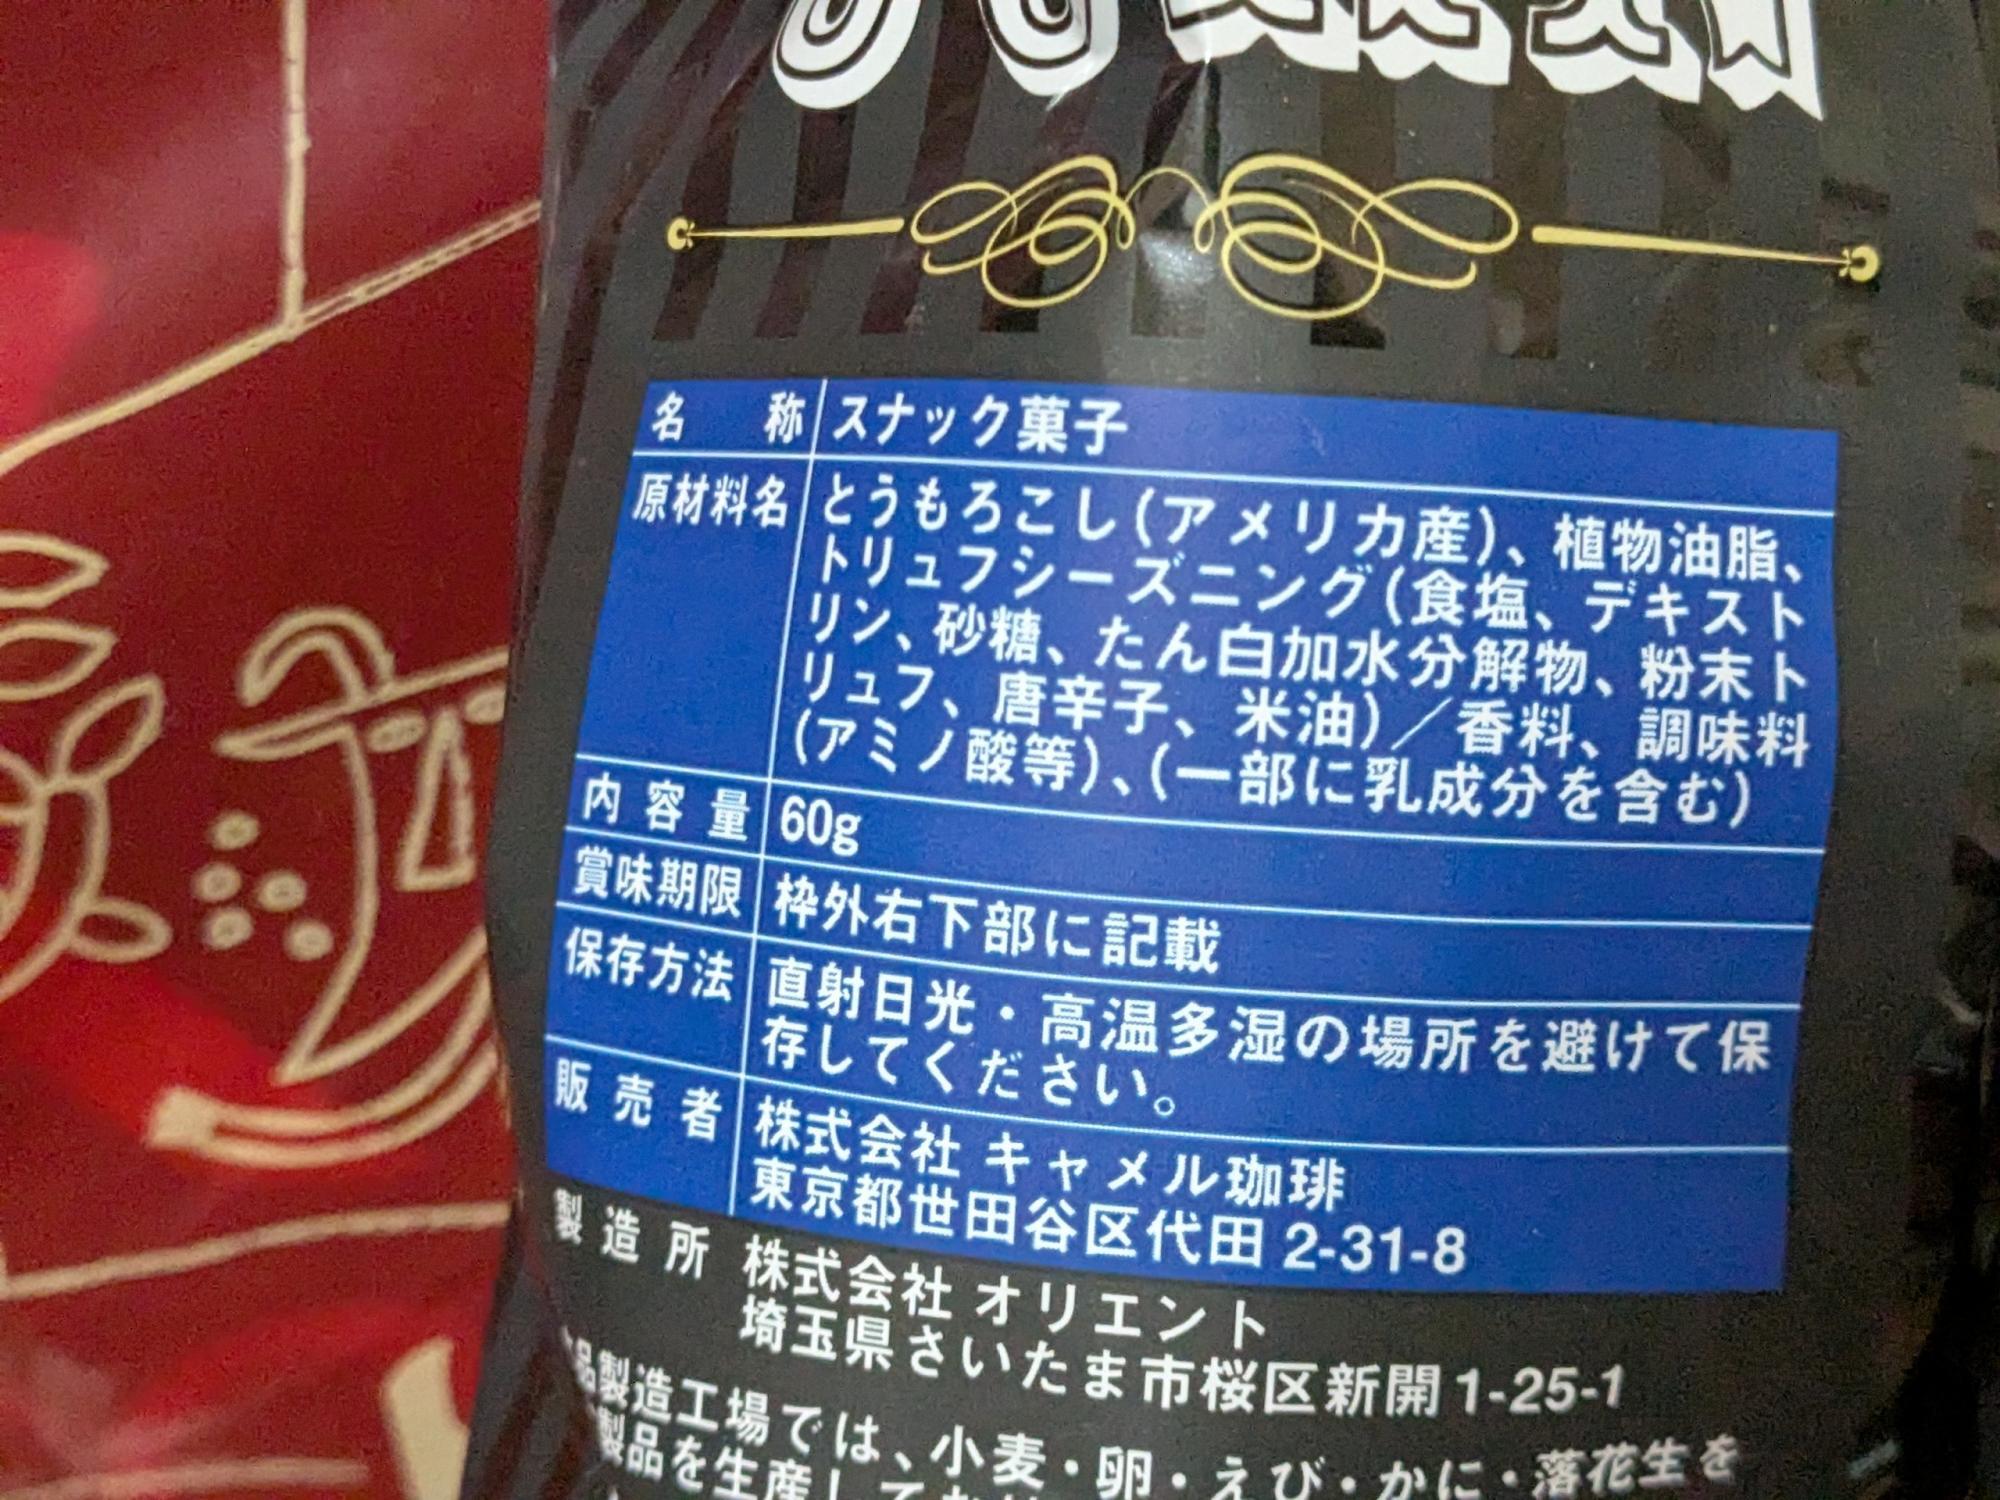 名称 スナック菓子
原材料名 とうもろこし(アメリカ産)、植物油脂、
トリュフシーズニング(食塩、デキスト
リン、砂糖、たん白加水分解物、粉末ト
リュフ、唐辛子、米油)／香料、調味料
(アミノ酸等)、(一部に乳成分を含む)
内容量 60g
賞味期限 枠外右下部に記載
保存方法 直射日光・高温多湿の場所を避けて保
存してください。
販売者 株式会社 キャメル珈琲
東京都世田谷区代田 2-31-8
製造所 株式会社 オリエント
埼玉県さいたま市桜区新開1-25-1
品製造工場では、小麦・卵・えび・かに・落花生を
製品を生産して